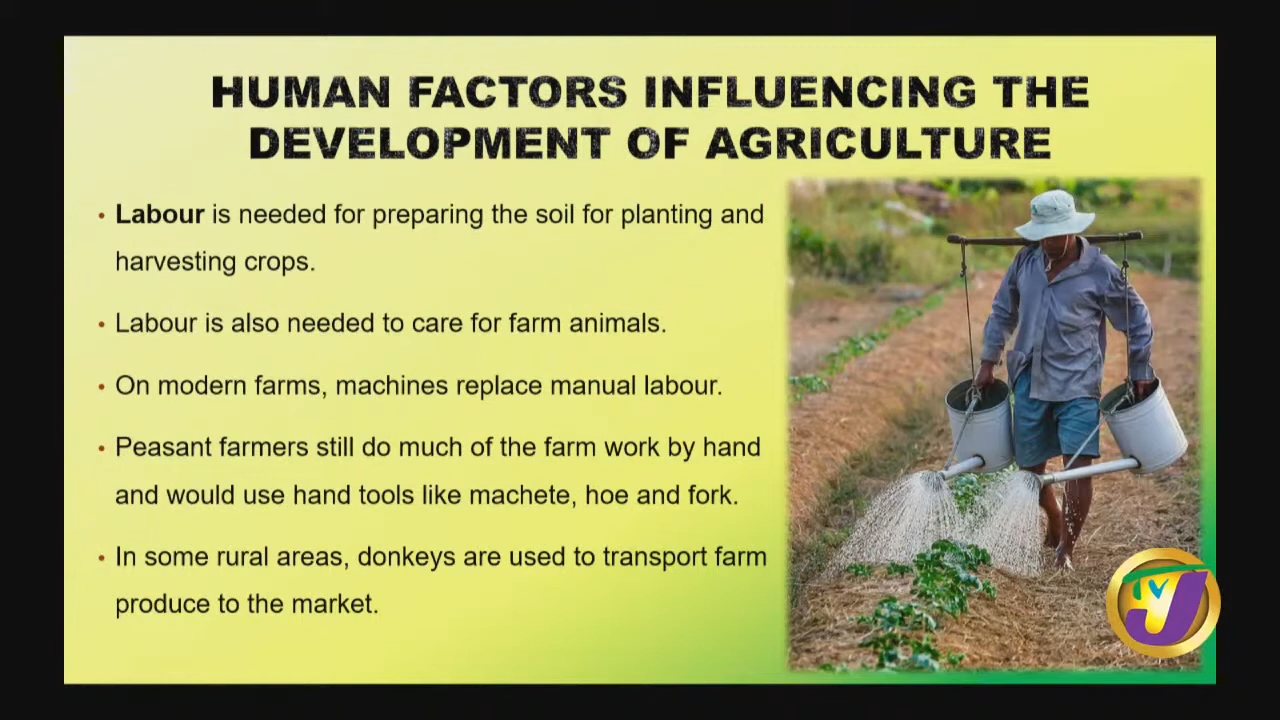 HUMAN FACTORS INFLUENCING THE
DEVELOPMENT OF AGRICULTURE
• Labour is needed for preparing the soil for planting and
harvesting crops.
• Labour is also needed to care for farm animals.
• On modern farms, machines replace manual labour.
• Peasant farmers still do much of the farm work by hand
and would use hand tools like machete, hoe and fork.
• In some rural areas, donkeys are used to transport farm
produce to the market.
TVJ